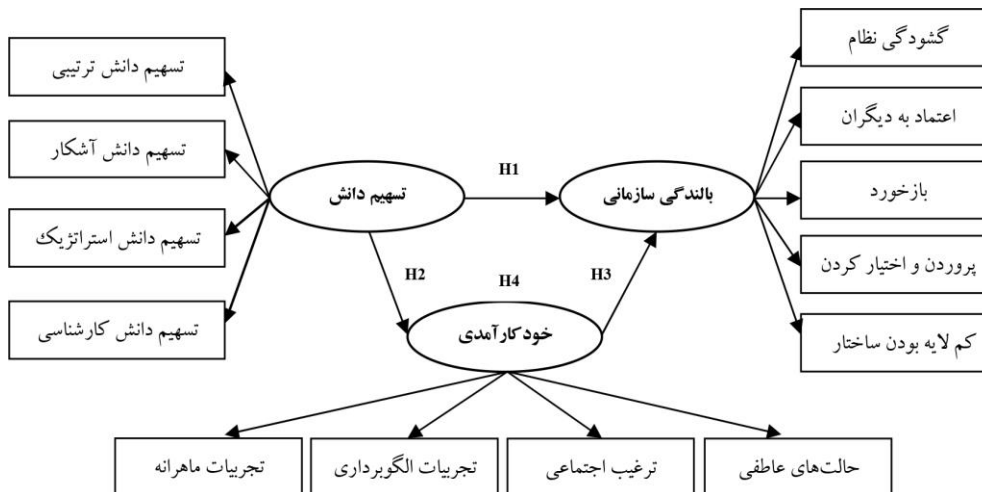 گشودگی نظام
اعتماد به دیگران
بازخورد
پروردن و اختیار کردن
کم لایه بودن ساختار
بالندگی سازمانی
H1
تسهیم دانش
H2
H4
H3
خودکارآمدی
تسهیم دانش ترتیبی
تسهیم دانش آشکار
تسهیم دانش استراتژیک
تسهیم دانش کارشناسی
حالت‌های عاطفی
ترغیب اجتماعی
تجربیات الگوبرداری
تجربیات ماهرانه